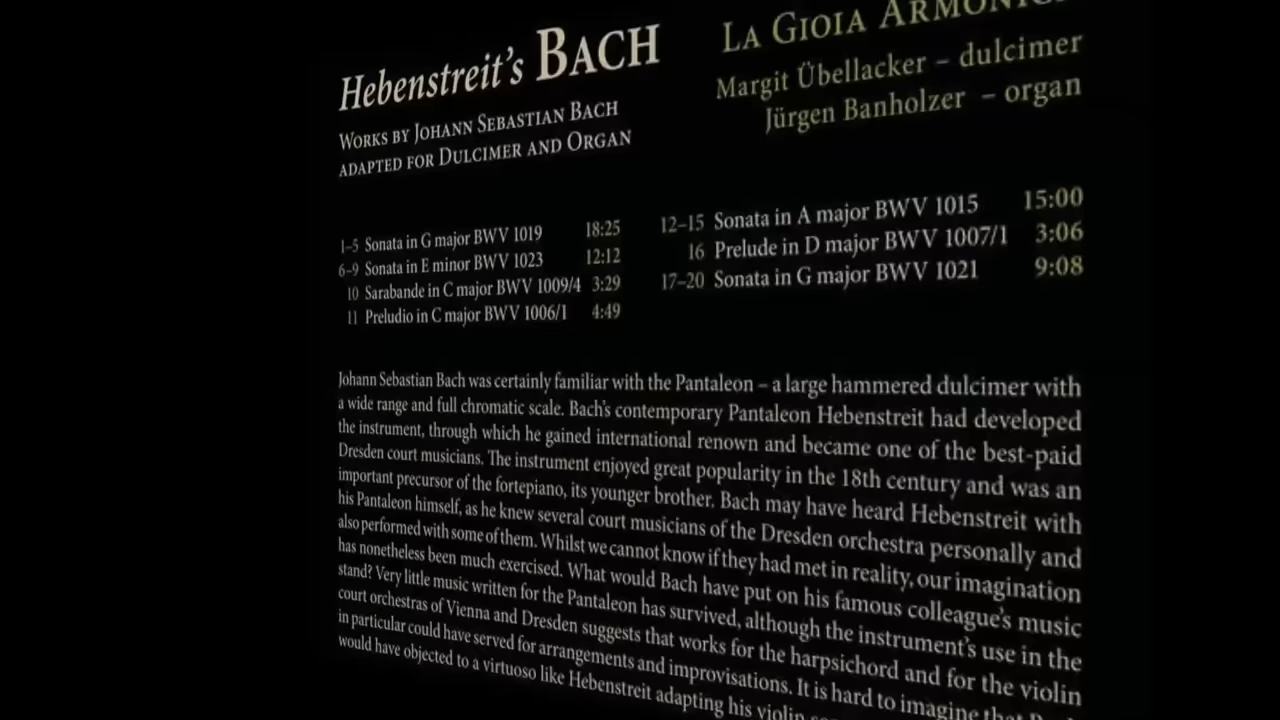 Hebenstreit's BACH
WORKS BY JOHANN SEBASTIAN BACH
ADAPTED FOR DULCIMER AND ORGAN
LA GIOIA
Margit Übellacker – dulcimer
Jürgen Banholzer – organ
1–5 Sonata in G major BWV 1019 18:25
6–9 Sonata in E minor BWV 1023 12:12
10 Sarabande in C major BWV 1009/4 3:29
11 Preludio in C major BWV 1006/1 4:49
12–15 Sonata in A major BWV 1015 15:00
16 Prelude in D major BWV 1007/1 3:06
17–20 Sonata in G major BWV 1021 9:08
Johann Sebastian Bach was certainly familiar with the Pantaleon – a large hammered dulcimer with
a wide range and full chromatic scale. Bach's contemporary Pantaleon Hebenstreit had developed
the instrument, through which he gained international renown and became one of the best-paid
Dresden court musicians. The instrument enjoyed great popularity in the 18th century and was an
important precursor of the fortepiano, its younger brother. Bach may have heard Hebenstreit with
his Pantaleon himself, as he knew several court musicians of the Dresden orchestra personally and
also performed with some of them. Whilst we cannot know if they had met in reality, our imagination
has nonetheless been much exercised. What would Bach have put on his famous colleague's music
stand? Very little music written for the Pantaleon has survived, although the instrument's use in the
court orchestras of Vienna and Dresden suggests that works for the harpsichord and for the violin
in particular could have served for arrangements and improvisations. It is hard to imagine that
would have objected to a virtuoso like Hebenstreit adapting his violin